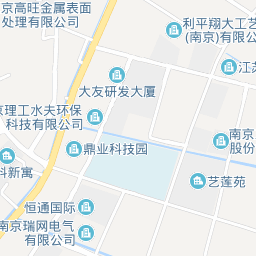 京高旺金属表面
处理有限公司
利平翔大工艺
(南京)有限公
江苏
大友研发大厦
京理工水夫环保
科技有限公司
南京
股份
鼎业科技园
科新寓
艺莲苑
恒通国际
南京瑞网电气
有限公司